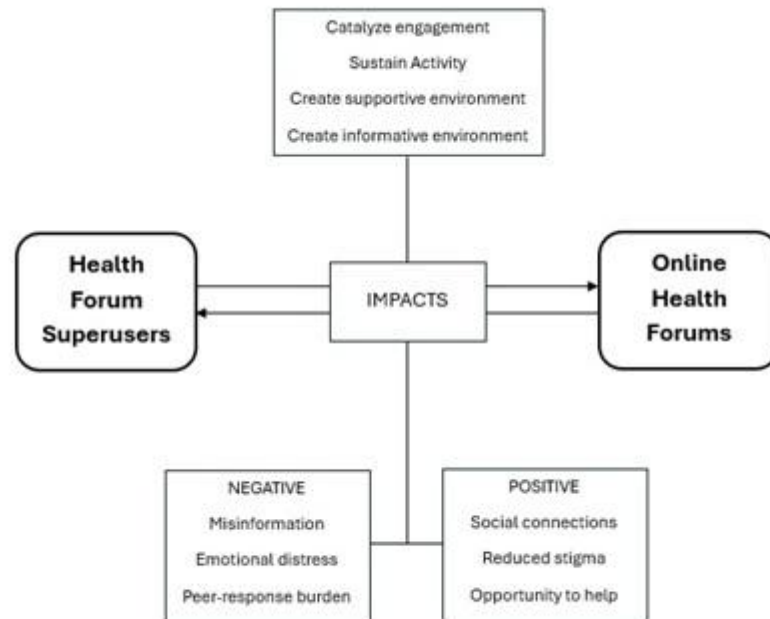 Catalyze engagement
Sustain Activity
Create supportive environment
Create informative environment
Health
Forum
Superusers
IMPACTS
Online
Health
Forums
NEGATIVE
Misinformation
Emotional distress
Peer-response burden
POSITIVE
Social connections
Reduced stigma
Opportunity to help